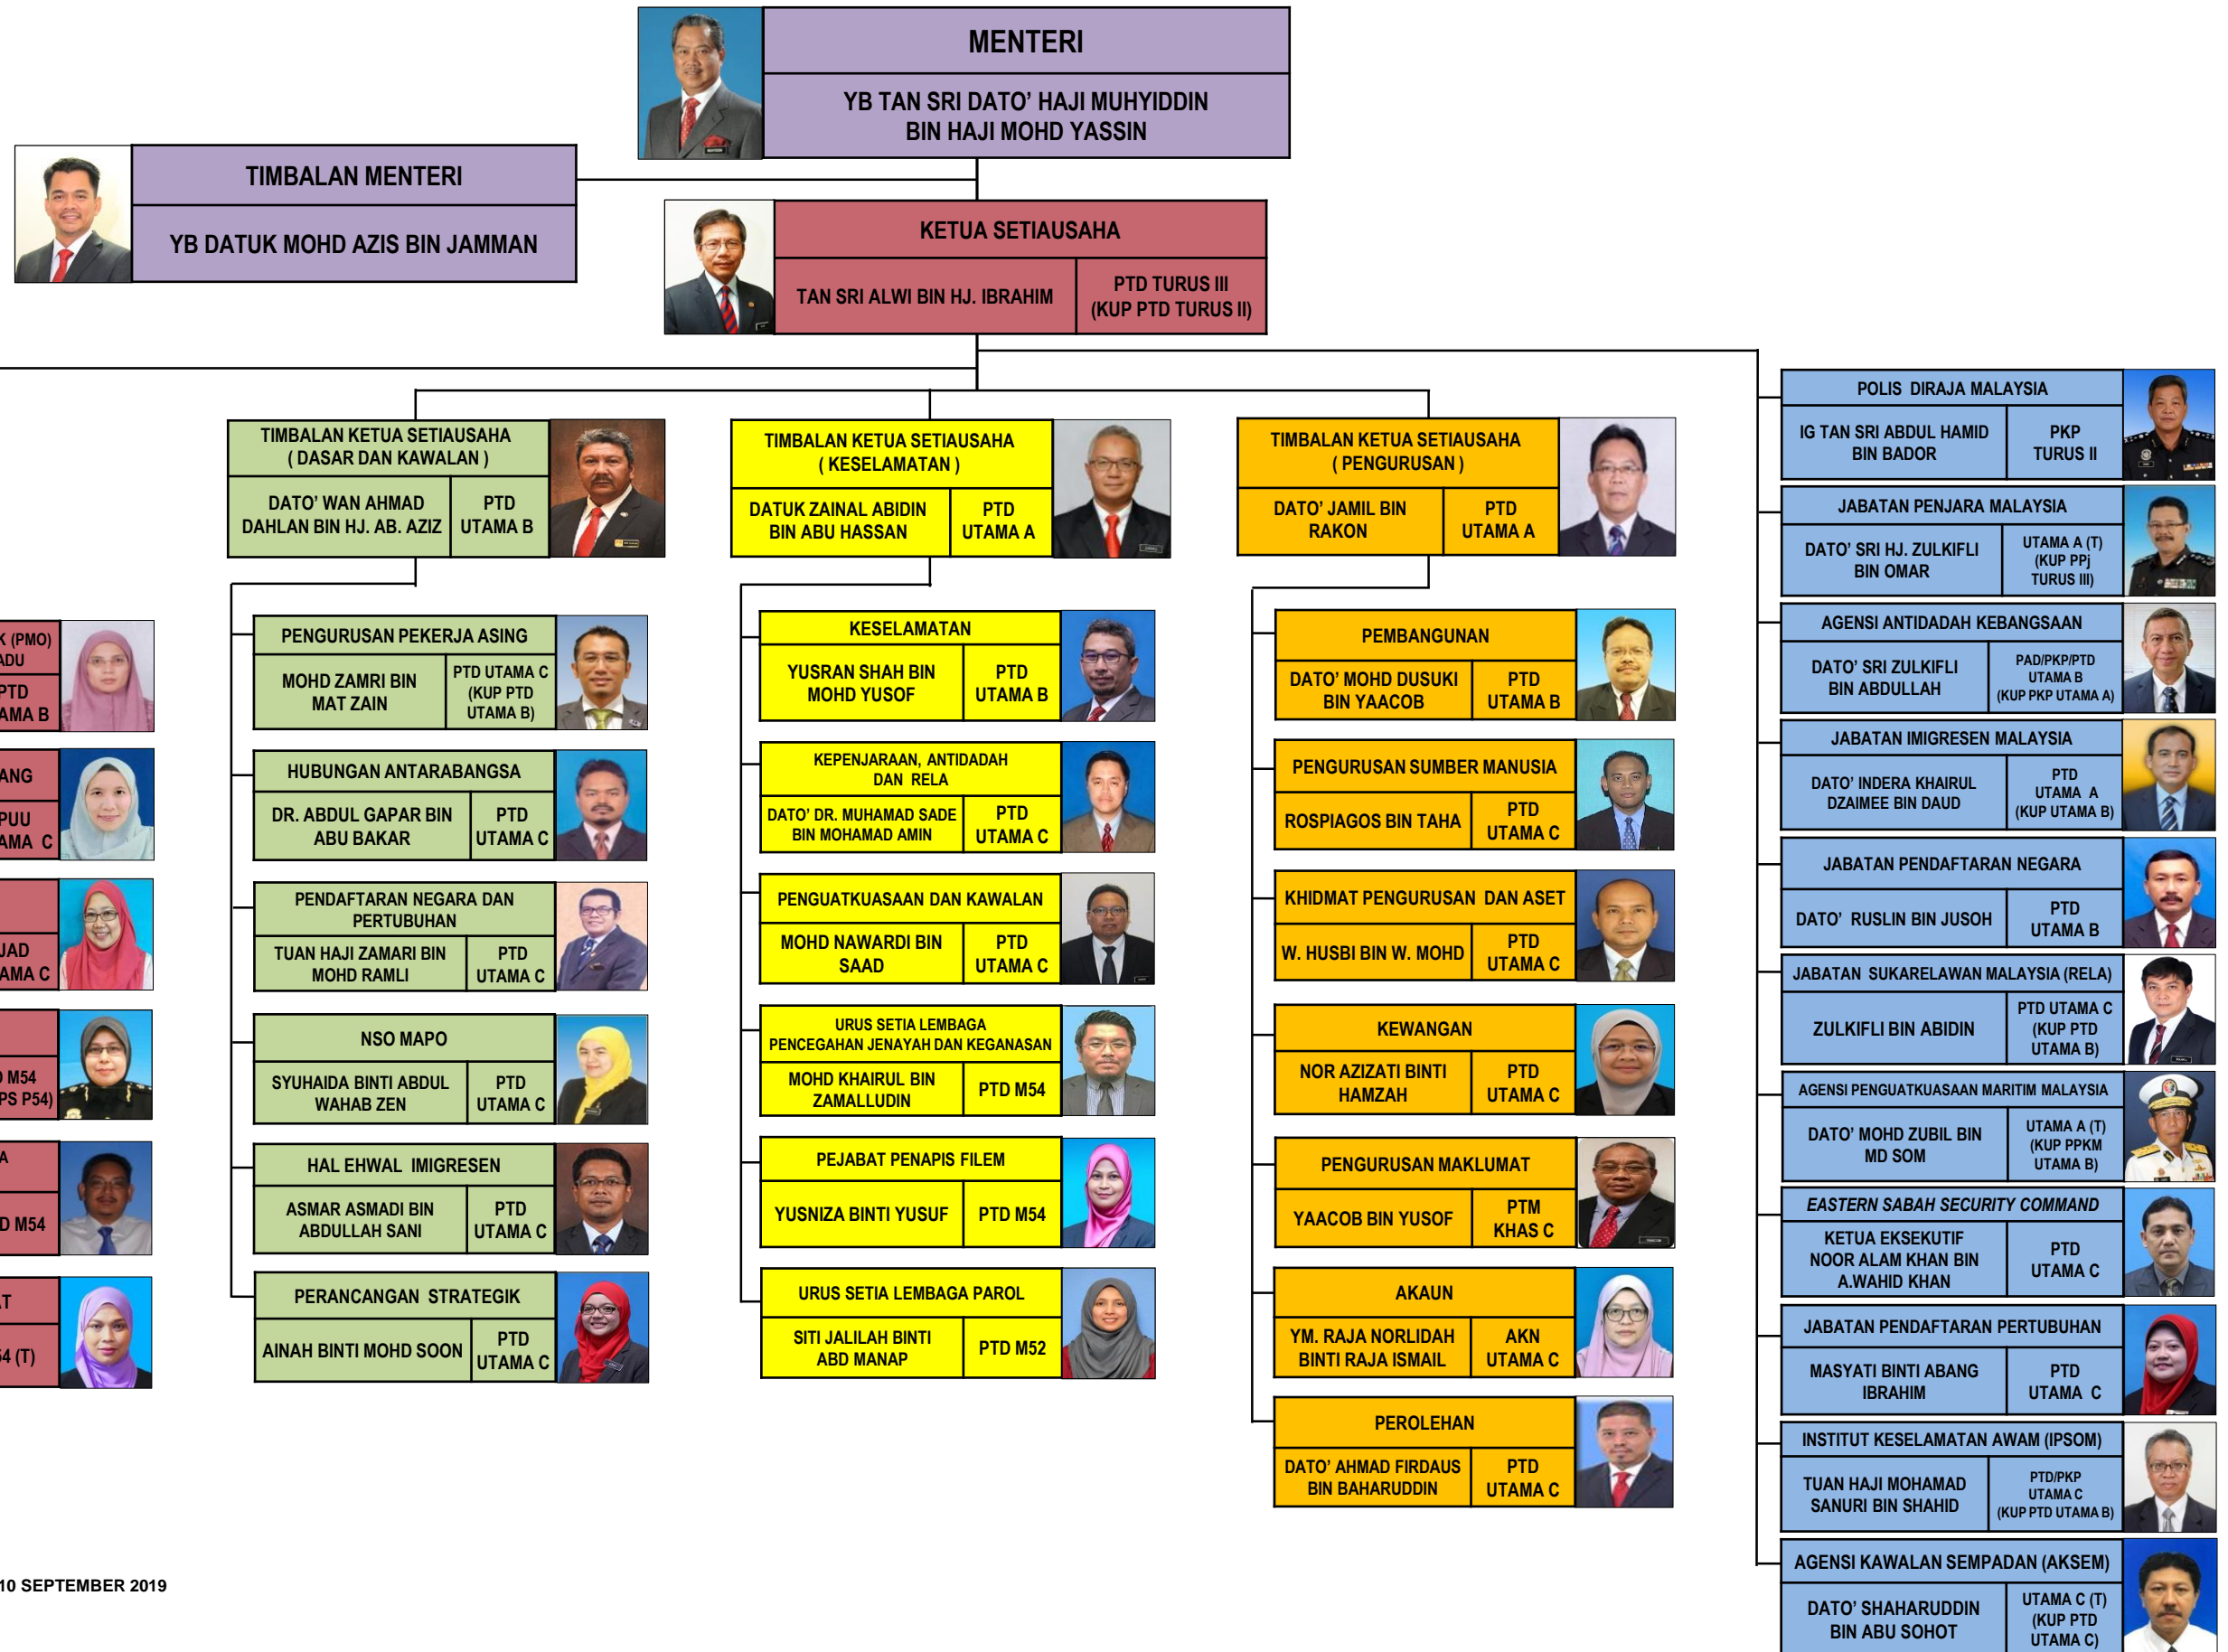 MENTERI
YB TAN SRI DATO’ HAJI MUHYIDDIN
BIN HAJI MOHD YASSIN
TIMBALAN MENTERI
YB DATUK MOHD AZIS BIN JAMMAN
KETUA SETIAUSAHA
TAN SRI ALWI BIN HJ. IBRAHIM
PTD TURUS III
(KUP PTD TURUS II)
K (PMO)
ADU
PTD
AMA B
ANG
PUU
AMA C
JAD
AMA C
D M54
PS P54)
A
D M54
AT
54 (T)
TIMBALAN KETUA SETIAUSAHA
( DASAR DAN KAWALAN )
DATO’ WAN AHMAD
DAHLAN BIN HJ. AB. AZIZ
PTD
UTAMA B
PENGURUSAN PEKERJA ASING
MOHD ZAMRI BIN
MAT ZAIN
PTD UTAMA C
(KUP PTD
UTAMA B)
HUBUNGAN ANTARABANGSA
DR. ABDUL GAPAR BIN
ABU BAKAR
PTD
UTAMA C
PENDAFTARAN NEGARA DAN
PERTUBUHAN
TUAN HAJI ZAMARI BIN
MOHD RAMLI
PTD
UTAMA C
NSO MAPO
SYUHAIDA BINTI ABDUL
WAHAB ZEN
PTD
UTAMA C
HAL EHWAL IMIGRESEN
ASMAR ASMADI BIN
ABDULLAH SANI
PTD
UTAMA C
PERANCANGAN STRATEGIK
AINAH BINTI MOHD SOON
PTD
UTAMA C
TIMBALAN KETUA SETIAUSAHA
( KESELAMATAN )
DATUK ZAINAL ABIDIN
BIN ABU HASSAN
PTD
UTAMA A
KESELAMATAN
YUSRAN SHAH BIN
MOHD YUSOF
PTD
UTAMA B
KEPENJARAAN, ANTIDADAH
DAN RELA
DATO’ DR. MUHAMAD SADE
BIN MOHAMAD AMIN
PTD
UTAMA C
PENGUATKUASAAN DAN KAWALAN
MOHD NAWARDI BIN
SAAD
PTD
UTAMA C
URUS SETIA LEMBAGA
PENCEGAHAN JENAYAH DAN KEGANASAN
MOHD KHAIRUL BIN
ZAMALLUDIN
PTD M54
PEJABAT PENAPIS FILEM
YUSNIZA BINTI YUSUF
PTD M54
URUS SETIA LEMBAGA PAROL
SITI JALILAH BINTI
ABD MANAP
PTD M52
TIMBALAN KETUA SETIAUSAHA
( PENGURUSAN )
DATO’ JAMIL BIN
RAKON
PTD
UTAMA A
PEMBANGUNAN
DATO’ MOHD DUSUKI
BIN YAACOB
PTD
UTAMA B
PENGURUSAN SUMBER MANUSIA
ROSPIAGOS BIN TAHA
PTD
UTAMA C
KHIDMAT PENGURUSAN DAN ASET
W. HUSBI BIN W. MOHD
PTD
UTAMA C
KEWANGAN
NOR AZIZATI BINTI
HAMZAH
PTD
UTAMA C
PENGURUSAN MAKLUMAT
YAACOB BIN YUSOF
PTM
KHAS C
AKAUN
YM. RAJA NORLIDAH
BINTI RAJA ISMAIL
AKN
UTAMA C
PEROLEHAN
DATO’ AHMAD FIRDAUS
BIN BAHARUDDIN
PTD
UTAMA C
POLIS DIRAJA MALAYSIA
IG TAN SRI ABDUL HAMID
BIN BADOR
PKP
TURUS II
JABATAN PENJARA MALAYSIA
DATO’ SRI HJ. ZULKIFLI
BIN OMAR
UTAMA A (T)
(KUP PPj
TURUS III)
AGENSI ANTIDADAH KEBANGSAAN
DATO’ SRI ZULKIFLI
BIN ABDULLAH
PAD/PKP/PTD
UTAMA B
(KUP PKP UTAMA A)
JABATAN IMIGRESEN MALAYSIA
DATO’ INDERA KHAIRUL
DZAIMEE BIN DAUD
PTD
UTAMA A
(KUP UTAMA B)
JABATAN PENDAFTARAN NEGARA
DATO’ RUSLIN BIN JUSOH
PTD
UTAMA B
JABATAN SUKARELAWAN MALAYSIA (RELA)
ZULKIFLI BIN ABIDIN
PTD UTAMA C
(KUP PTD
UTAMA B)
AGENSI PENGUATKUASAAN MARITIM MALAYSIA
DATO’ MOHD ZUBIL BIN
MD SOM
UTAMA A (T)
(KUP PPKM
UTAMA B)
EASTERN SABAH SECURITY COMMAND
KETUA EKSEKUTIF
NOOR ALAM KHAN BIN
A.WAHID KHAN
PTD
UTAMA C
JABATAN PENDAFTARAN PERTUBUHAN
MASYATI BINTI ABANG
IBRAHIM
PTD
UTAMA C
INSTITUT KESELAMATAN AWAM (IPSOM)
TUAN HAJI MOHAMAD
SANURI BIN SHAHID
PTD/PKP
UTAMA C
(KUP PTD UTAMA B)
AGENSI KAWALAN SEMPADAN (AKSEM)
DATO’ SHAHARUDDIN
BIN ABU SOHOT
UTAMA C (T)
(KUP PTD
UTAMA C)
10 SEPTEMBER 2019